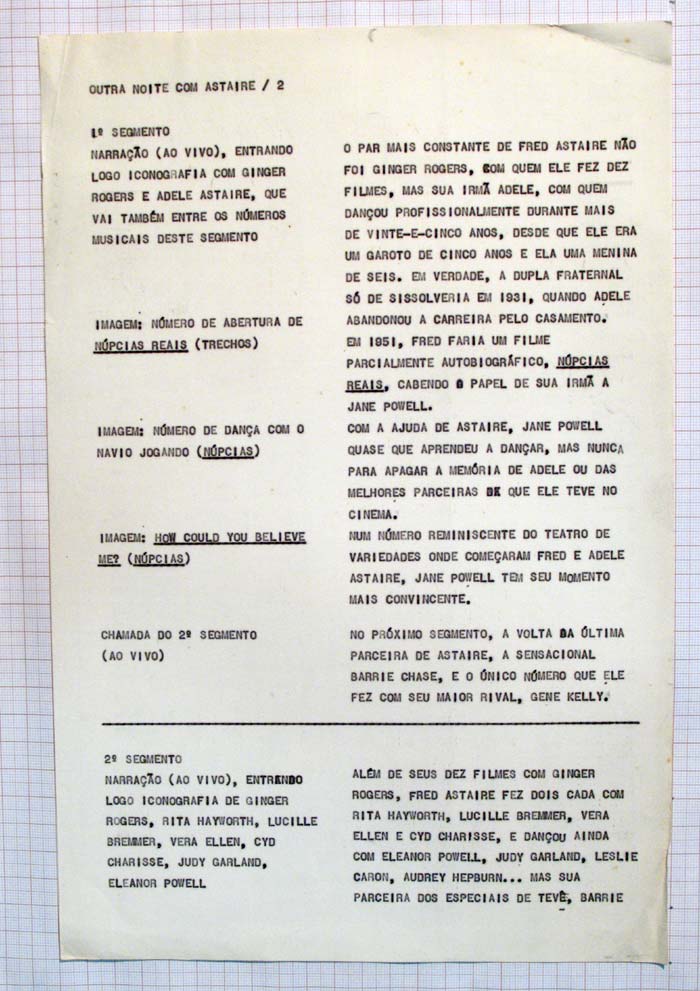 OUTRA NOITE COM ASTAIRE / 2
1º SEGMENTO
NARRAÇÃO (AO VIVO), ENTRANDO
LOGO ICONOGRAFIA COM GINGER
ROGERS E ADELE ASTAIRE, QUE
VAI TAMBÉM ENTRE OS NÚMEROS
MUSICAIS DESTE SEGMENTO
O PAR MAIS CONSTANTE DE FRED ASTAIRE NÃO
FOI GINGER ROGERS, COM QUEM ELE FEZ DEZ
FILMES, MAS SUA IRMÃ ADELE, COM QUEM
DANÇOU PROFISSIONALMENTE DURANTE MAIS
DE VINTE-E-CINCO ANOS, DESDE QUE ELE ERA
UM GAROTO DE CINCO ANOS E ELA UMA MENINA
DE SEIS. EM VERDADE, A DUPLA FRATERNAL
SÓ DE SISSOLVERIA EM 1931, QUANDO ADELE
ABANDONOU A CARREIRA PELO CASAMENTO.
IMAGEM: NÚMERO DE ABERTURA DE
NÚPCIAS REAIS (TRECHOS)
EM 1951, FRED FARIA UM FILME
PARCIALMENTE AUTOBIOGRÁFICO, NÚPCIAS
REAIS, CABENDO O PAPEL DE SUA IRMÃ A
JANE POWELL.
IMAGEM: NÚMERO DE DANÇA COM O
NAVIO JOGANDO (NÚPCIAS)
COM A AJUDA DE ASTAIRE, JANE POWELL
QUASE QUE APRENDEU A DANÇAR, MAS NUNCA
PARA APAGAR A MEMÓRIA DE ADELE OU DAS
MELHORES PARCEIRAS QUE ELE TEVE NO
CINEMA.
IMAGEM: HOW COULD YOU BELIEVE
ME? (NÚPCIAS)
NUM NÚMERO REMINISCENTE DO TEATRO DE
VARIEDADES ONDE COMEÇARAM FRED E ADELE
ASTAIRE, JANE POWELL TEM SEU MOMENTO
MAIS CONVINCENTE.
CHAMADA DO 2º SEGMENTO
(AO VIVO)
NO PRÓXIMO SEGMENTO, A VOLTA DA ÚLTIMA
PARCEIRA DE ASTAIRE, A SENSACIONAL
BARRIE CHASE, E O ÚNICO NÚMERO QUE ELE
FEZ COM SEU MAIOR RIVAL, GENE KELLY.
2º SEGMENTO
NARRAÇÃO (AO VIVO), ENTRENDO
LOGO ICONOGRAFIA DE GINGER
ROGERS, RITA HAYWORTH, LUCILLE
BREMMER, VERA ELLEN, CYD
CHARISSE, JUDY GARLAND,
ELEANOR POWELL
ALÉM DE SEUS DEZ FILMES COM GINGER
ROGERS, FRED ASTAIRE FEZ DOIS CADA COM
RITA HAYWORTH, LUCILLE BREMMER, VERA
ELLEN E CYD CHARISSE, E DANÇOU AINDA
COM ELEANOR POWELL, JUDY GARLAND, LESLIE
CARON, AUDREY HEPBURN... MAS SUA
PARCEIRA DOS ESPECIAIS DE TEVÊ, BARRIE